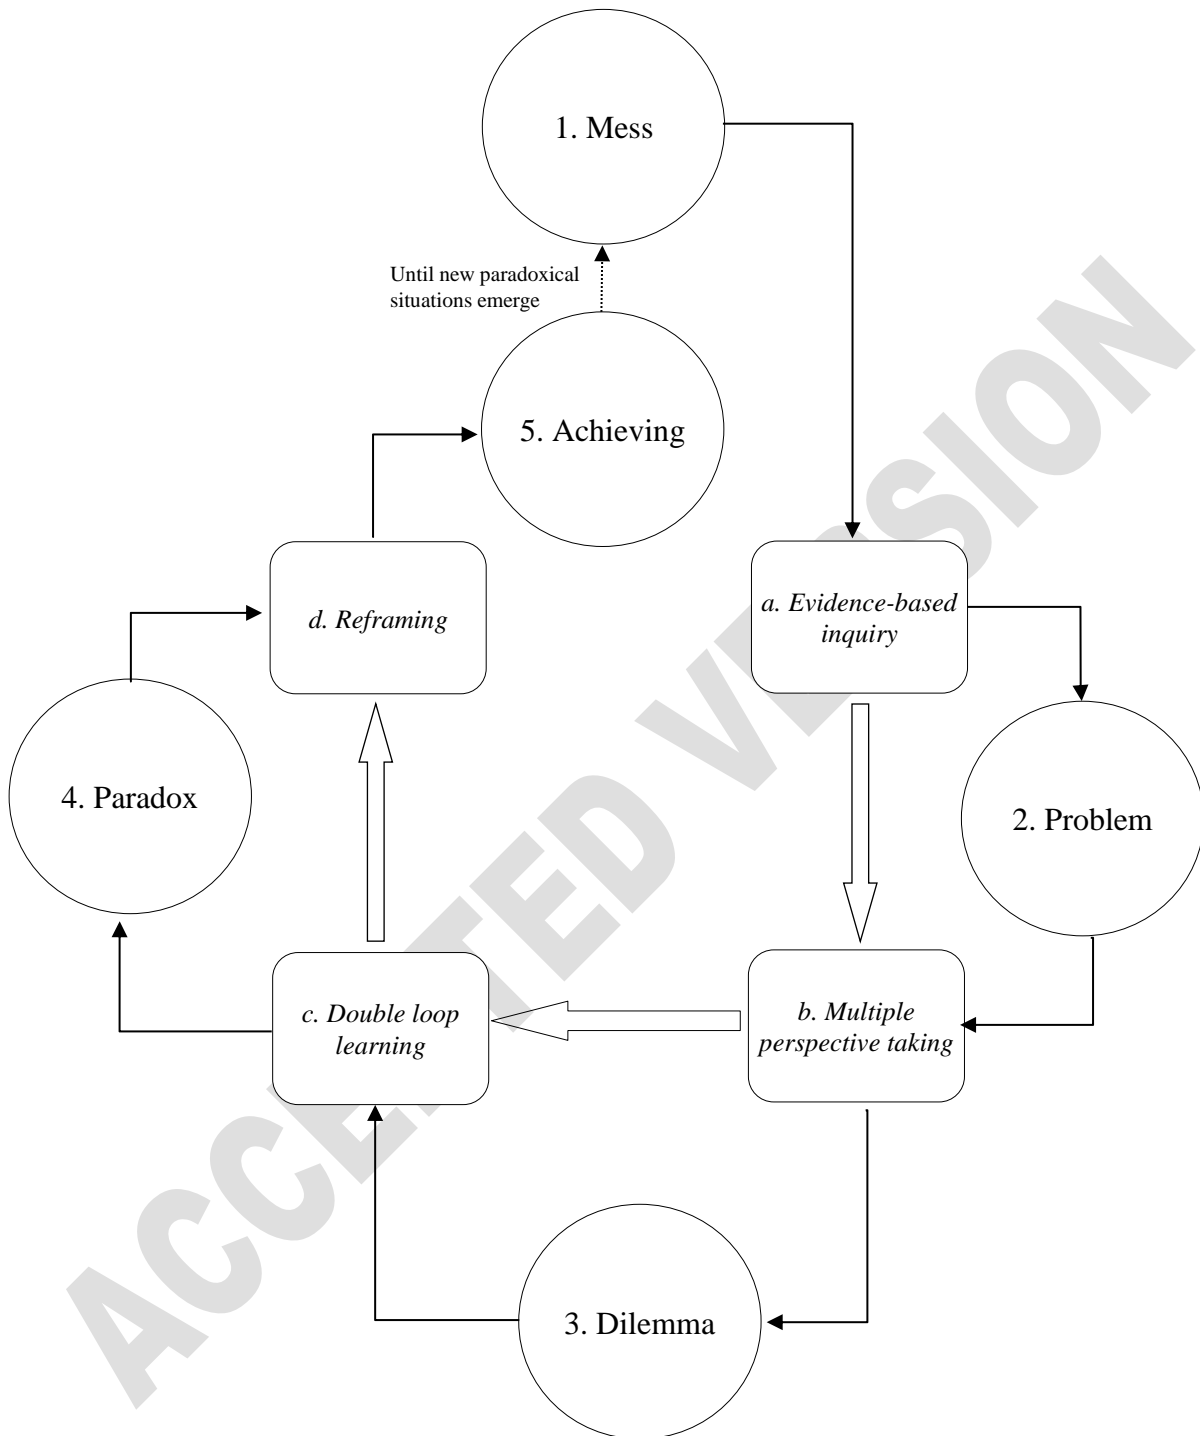 1. Mess
Until new paradoxical
situations emerge
5. Achieving
a. Evidence-based
inquiry
d. Reframing
4. Paradox
2. Problem
c. Double loop
learning
b. Multiple
perspective taking
3. Dilemma
ACCEPTED VERSION